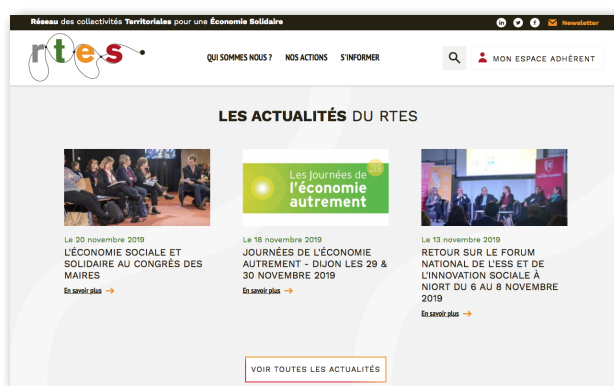 Réseau des collectivités Territoriales pour une Économie Solidaire
in
f
Newsletter
rtes
QUI SOMMES NOUS ?
NOS ACTIONS
S'INFORMER
MON ESPACE ADHÉRENT
LES ACTUALITÉS DU RTES
Les Journées de 2019
l'économie
autrement
Le 20 novembre 2019
L'ÉCONOMIE SOCIALE ET
SOLIDAIRE AU CONGRÈS DES
MAIRES
En savoir plus →
Le 18 novembre 2019
JOURNÉES DE L'ÉCONOMIE
AUTREMENT - DIJON LES 29 &
30 NOVEMBRE 2019
En savoir plus →
Le 13 novembre 2019
RETOUR SUR LE FORUM
NATIONAL DE L'ESS ET DE
L'INNOVATION SOCIALE À
NIORT DU 6 AU 8 NOVEMBRE
2019
En savoir plus →
VOIR TOUTES LES ACTUALITÉS